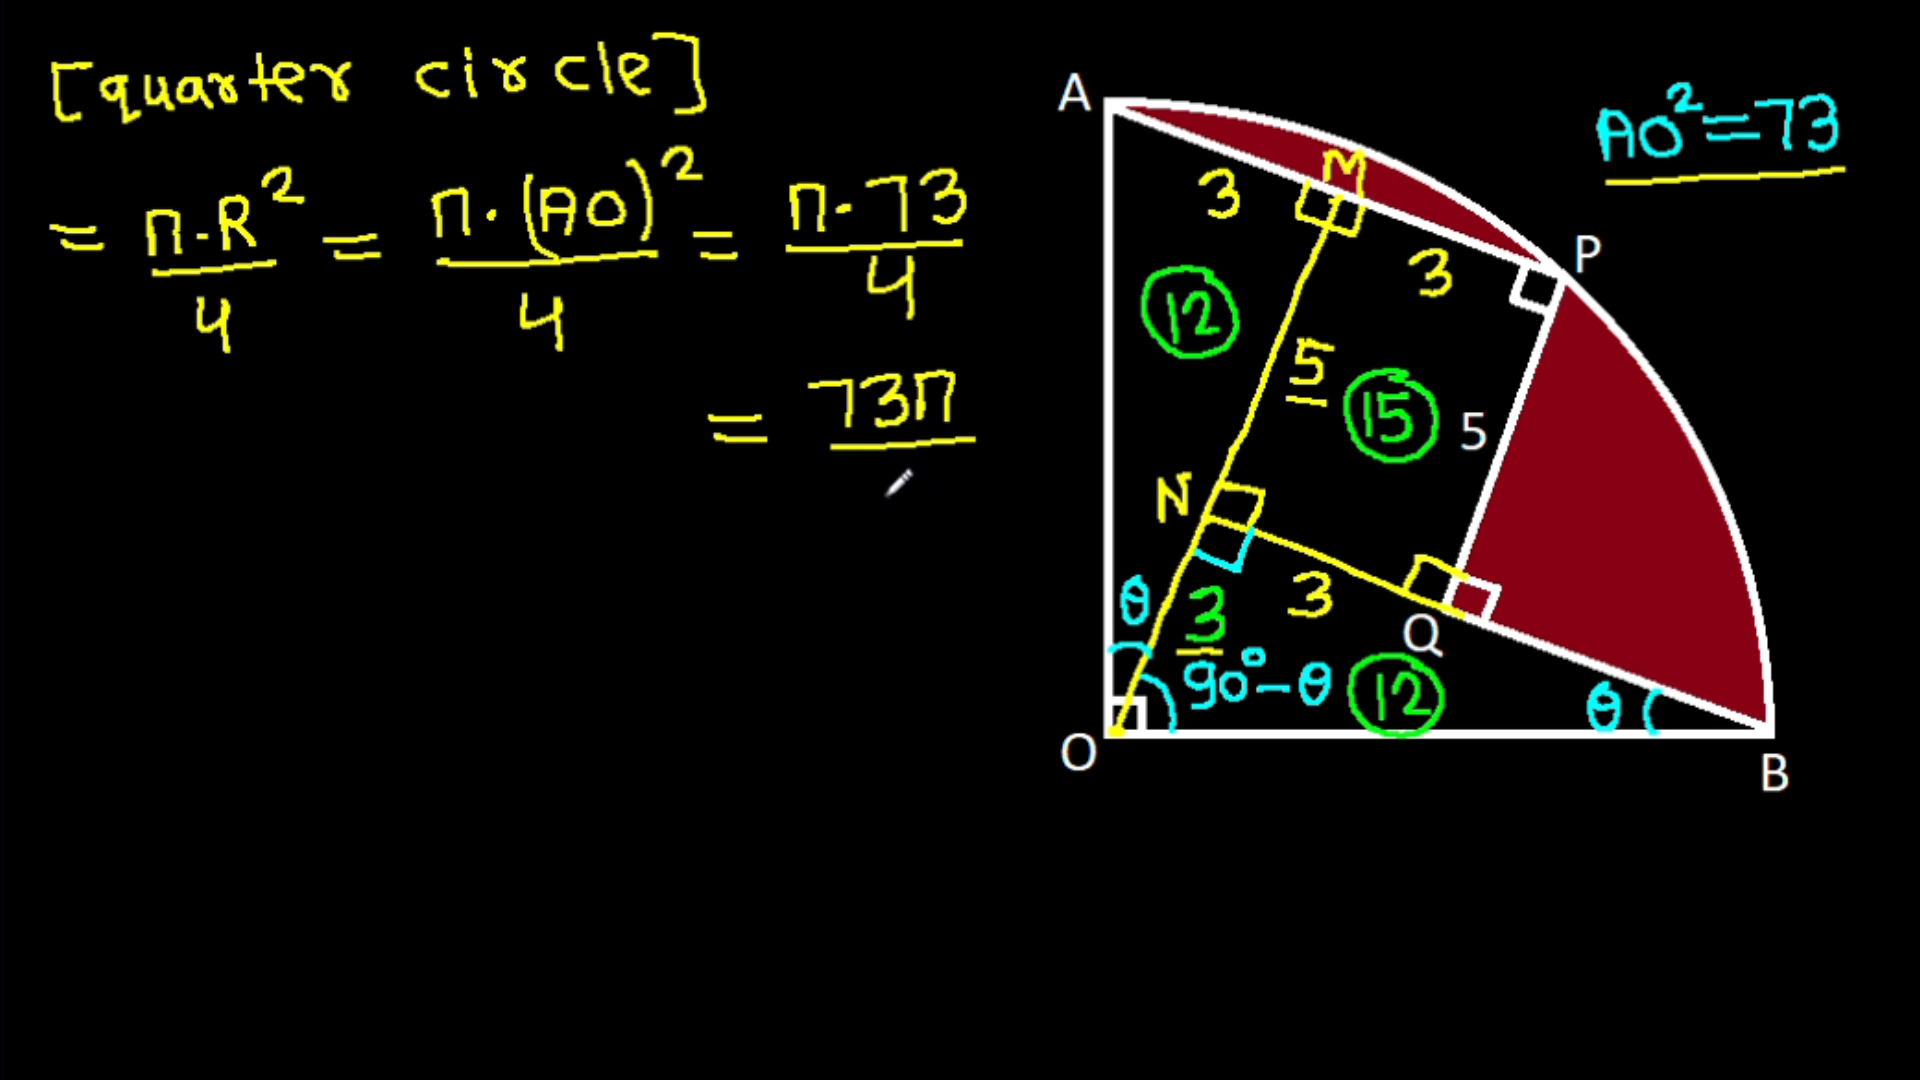 [quarter circle]
= π·R²/4 = π·(AO)²/4 = π·73/4
= 73π
AO²=73
A
M
P
3
3
12
5
15
5
N
θ
3
3
Q
90°-θ
12
θ
O
B